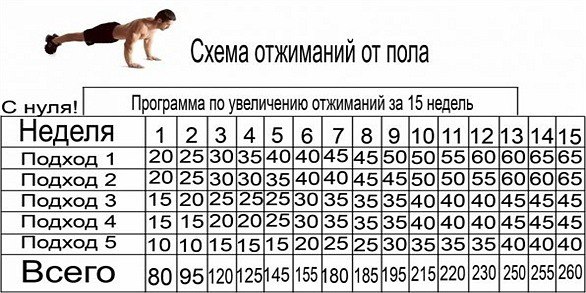 Схема отжиманий от пола
Программа по увеличению отжиманий за 15 недель
С нуля!
Неделя 1 2 3 4 5 6 7 8 9 10 11 12 13 14 15
Подход 1 20 25 30 35 40 40 45 45 50 50 55 60 60 65 65
Подход 2 20 25 30 30 35 35 40 45 45 50 50 55 60 60 65
Подход 3 15 20 25 25 25 30 35 35 35 40 40 40 45 45 45
Подход 4 15 15 20 20 25 30 35 35 35 35 40 40 40 45 45
Подход 5 10 10 15 15 15 20 25 25 30 35 35 35 40 40 40
Всего 80 95 120 125 145 155 180 185 195 215 220 230 250 255 260